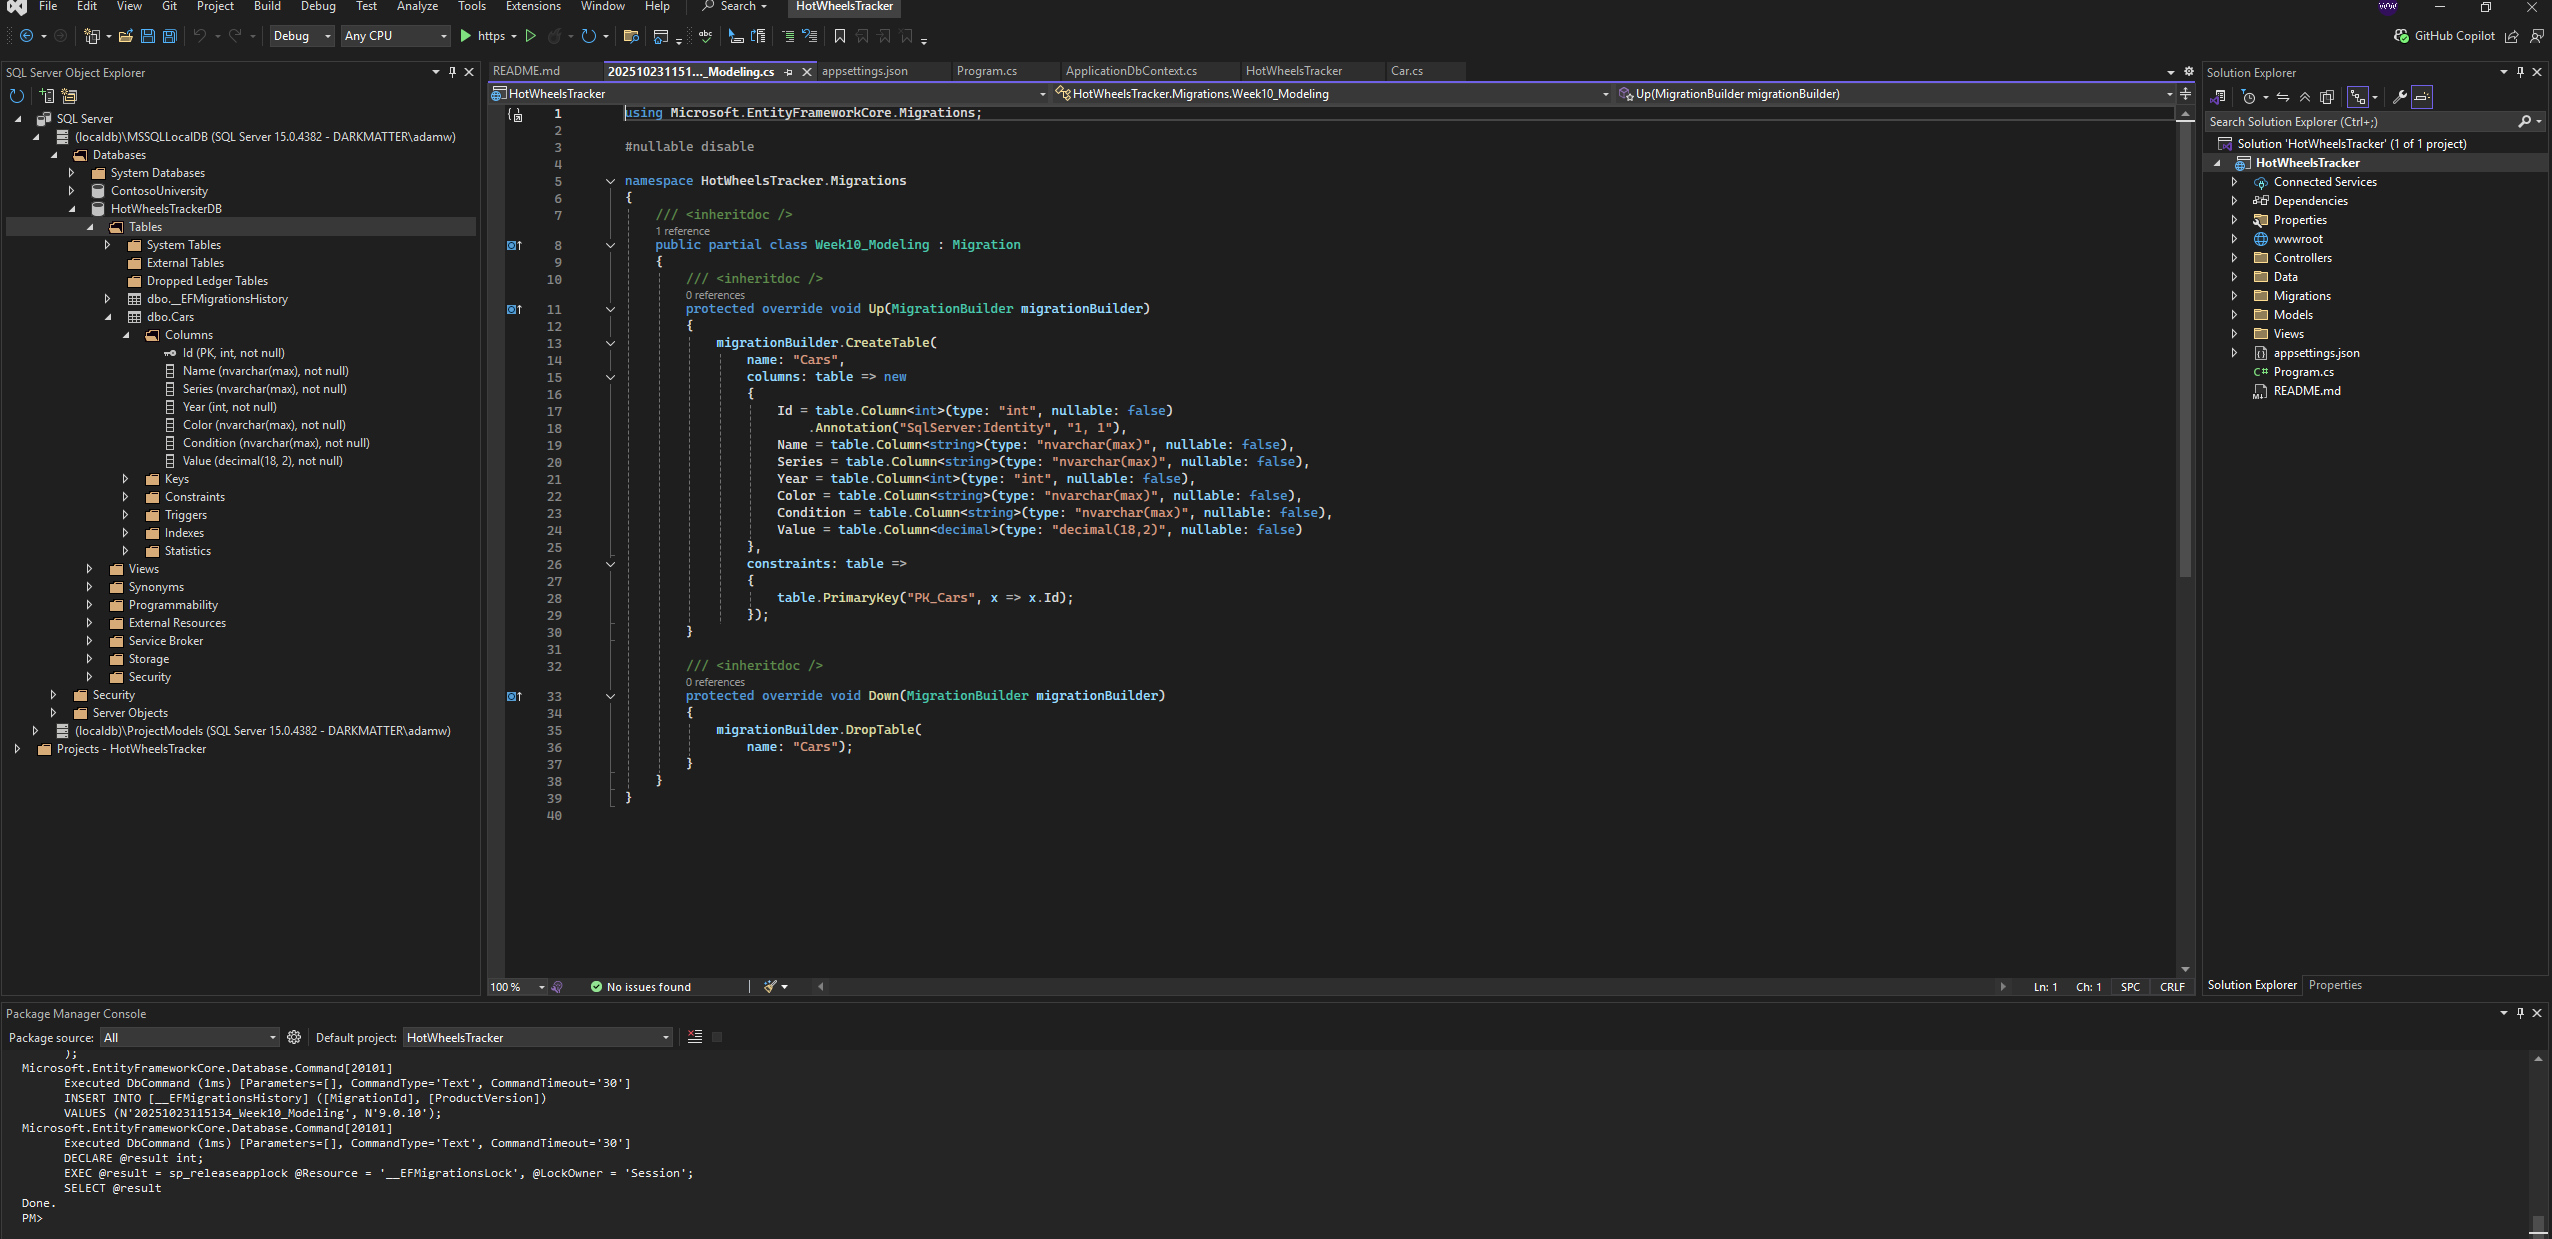 File Edit View Git Project Build Debug Test Analyze Tools Extensions Window Help Search HotWheelsTracker
Debug Any CPU https GitHub Copilot
SQL Server Object Explorer
SQL Server
(localdb)\MSSQLLocalDB (SQL Server 15.0.4382 - DARKMATTER\adamw)
Databases
System Databases
ContosoUniversity
HotWheelsTrackerDB
Tables
System Tables
External Tables
Dropped Ledger Tables
dbo.__EFMigrationsHistory
dbo.Cars
Columns
Id (PK, int, not null)
Name (nvarchar(max), not null)
Series (nvarchar(max), not null)
Year (int, not null)
Color (nvarchar(max), not null)
Condition (nvarchar(max), not null)
Value (decimal(18, 2), not null)
Keys
Constraints
Triggers
Indexes
Statistics
Views
Synonyms
Programmability
External Resources
Service Broker
Storage
Security
Security
Server Objects
(localdb)\ProjectModels (SQL Server 15.0.4382 - DARKMATTER\adamw)
Projects - HotWheelsTracker
README.md 202510231151..._Modeling.cs appsettings.json Program.cs ApplicationDbContext.cs HotWheelsTracker Car.cs
HotWheelsTracker HotWheelsTracker.Migrations.Week10_Modeling Up(MigrationBuilder migrationBuilder)
1 using Microsoft.EntityFrameworkCore.Migrations;
2
3 #nullable disable
4
5 namespace HotWheelsTracker.Migrations
6 {
7 /// <inheritdoc />
1 reference
8 public partial class Week10_Modeling : Migration
9 {
10 /// <inheritdoc />
0 references
11 protected override void Up(MigrationBuilder migrationBuilder)
12 {
13 migrationBuilder.CreateTable(
14 name: "Cars",
15 columns: table => new
16 {
17 Id = table.Column<int>(type: "int", nullable: false)
18 .Annotation("SqlServer:Identity", "1, 1"),
19 Name = table.Column<string>(type: "nvarchar(max)", nullable: false),
20 Series = table.Column<string>(type: "nvarchar(max)", nullable: false),
21 Year = table.Column<int>(type: "int", nullable: false),
22 Color = table.Column<string>(type: "nvarchar(max)", nullable: false),
23 Condition = table.Column<string>(type: "nvarchar(max)", nullable: false),
24 Value = table.Column<decimal>(type: "decimal(18,2)", nullable: false)
25 },
26 constraints: table =>
27 {
28 table.PrimaryKey("PK_Cars", x => x.Id);
29 });
30 }
31
32 /// <inheritdoc />
0 references
33 protected override void Down(MigrationBuilder migrationBuilder)
34 {
35 migrationBuilder.DropTable(
36 name: "Cars");
37 }
38 }
39 }
40
100 % No issues found Ln: 1 Ch: 1 SPC CRLF
Solution Explorer
Search Solution Explorer (Ctrl+;)
Solution 'HotWheelsTracker' (1 of 1 project)
HotWheelsTracker
Connected Services
Dependencies
Properties
wwwroot
Controllers
Data
Migrations
Models
Views
appsettings.json
C# Program.cs
README.md
Solution Explorer Properties
Package Manager Console
Package source: All Default project: HotWheelsTracker
);
Microsoft.EntityFrameworkCore.Database.Command[20101]
Executed DbCommand (1ms) [Parameters=[], CommandType='Text', CommandTimeout='30']
INSERT INTO [__EFMigrationsHistory] ([MigrationId], [ProductVersion])
VALUES (N'20251023115134_Week10_Modeling', N'9.0.10');
Microsoft.EntityFrameworkCore.Database.Command[20101]
Executed DbCommand (1ms) [Parameters=[], CommandType='Text', CommandTimeout='30']
DECLARE @result int;
EXEC @result = sp_releaseapplock @Resource = '__EFMigrationsLock', @LockOwner = 'Session';
SELECT @result
Done.
PM>